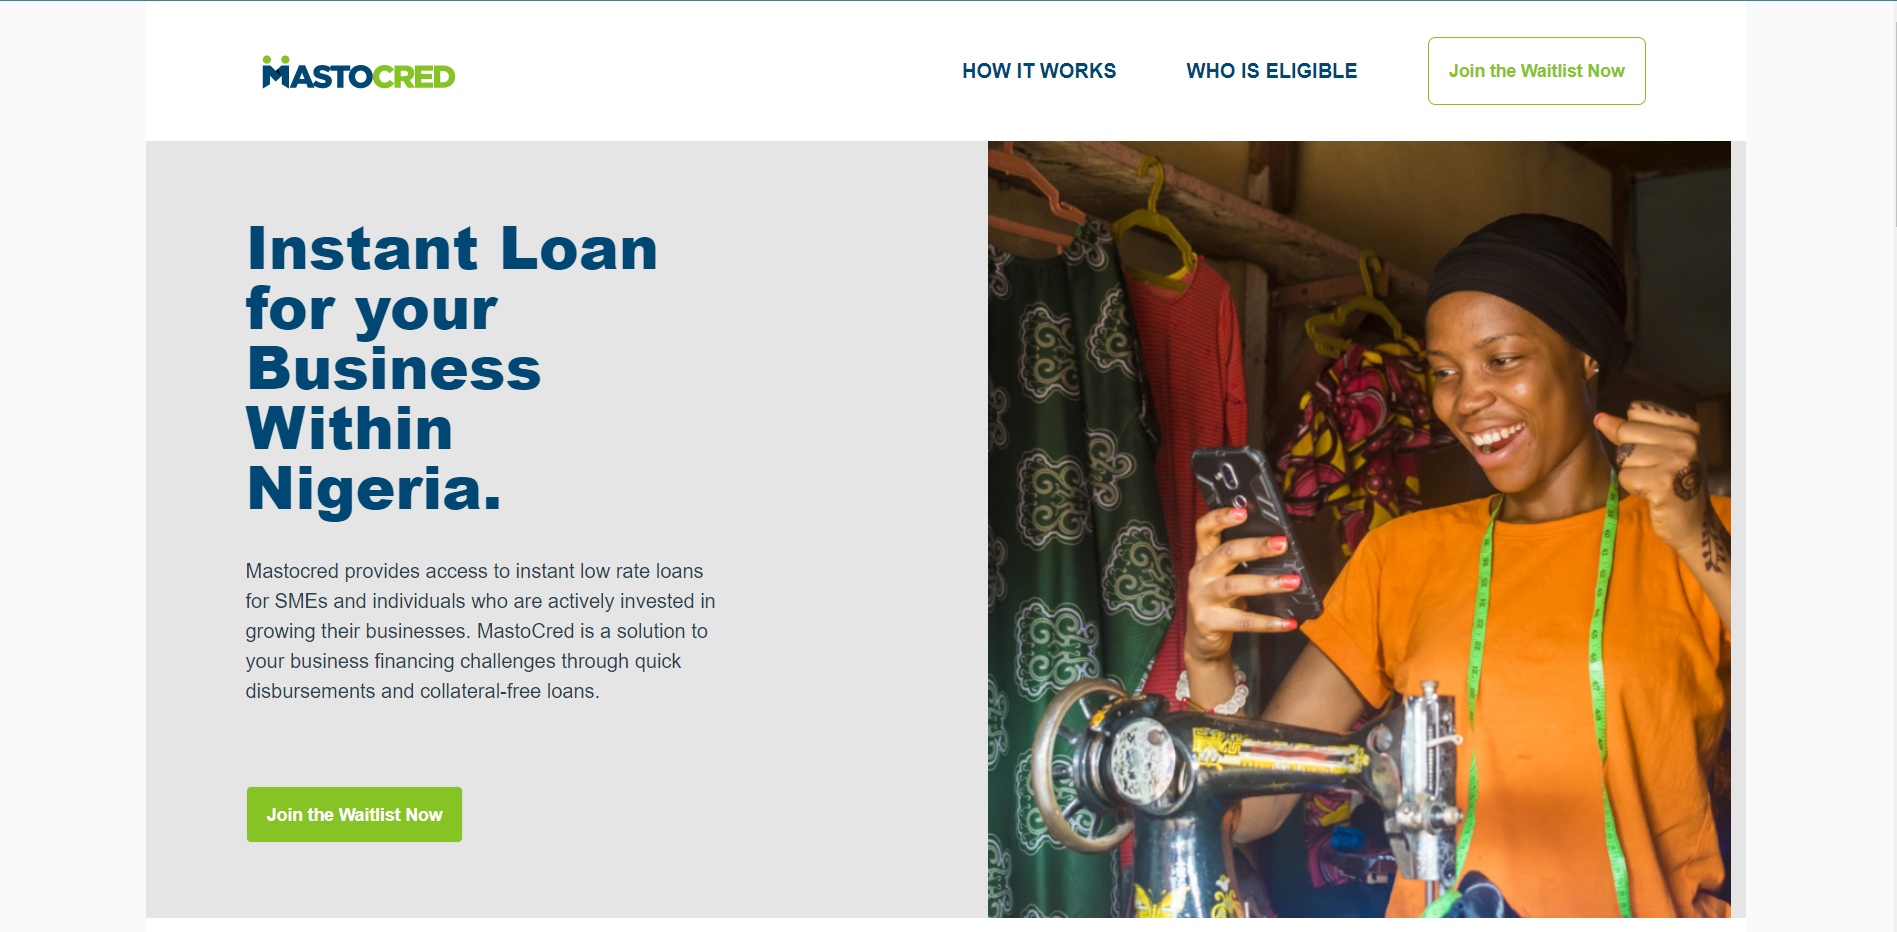 MASTOCRED
HOW IT WORKS
WHO IS ELIGIBLE
Join the Waitlist Now
Instant Loan
for your
Business
Within
Nigeria.
Mastocred provides access to instant low rate loans
for SMEs and individuals who are actively invested in
growing their businesses. MastoCred is a solution to
your business financing challenges through quick
disbursements and collateral-free loans.
Join the Waitlist Now